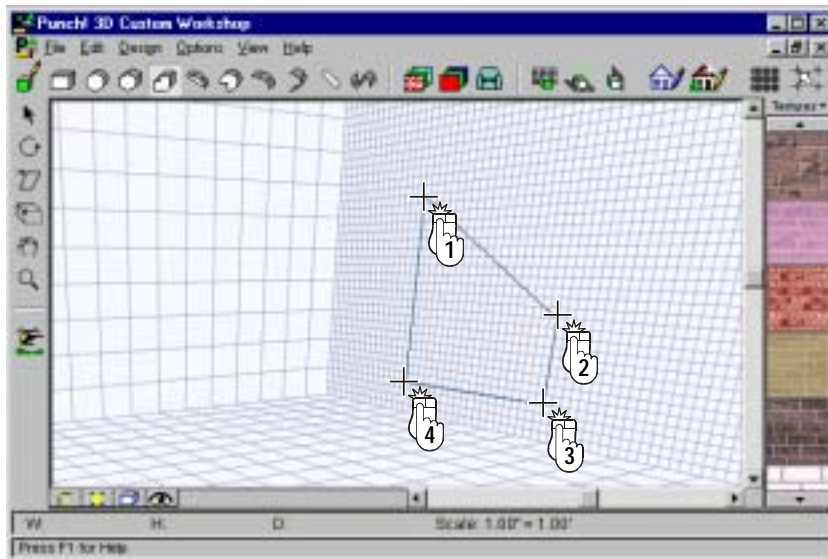 Punch! 3D Custom Workshop
File Edit Design Options View Help
Textures
1
2
3
4
W: H: D: Scale: 1.00" = 1.00'
Press F1 for Help